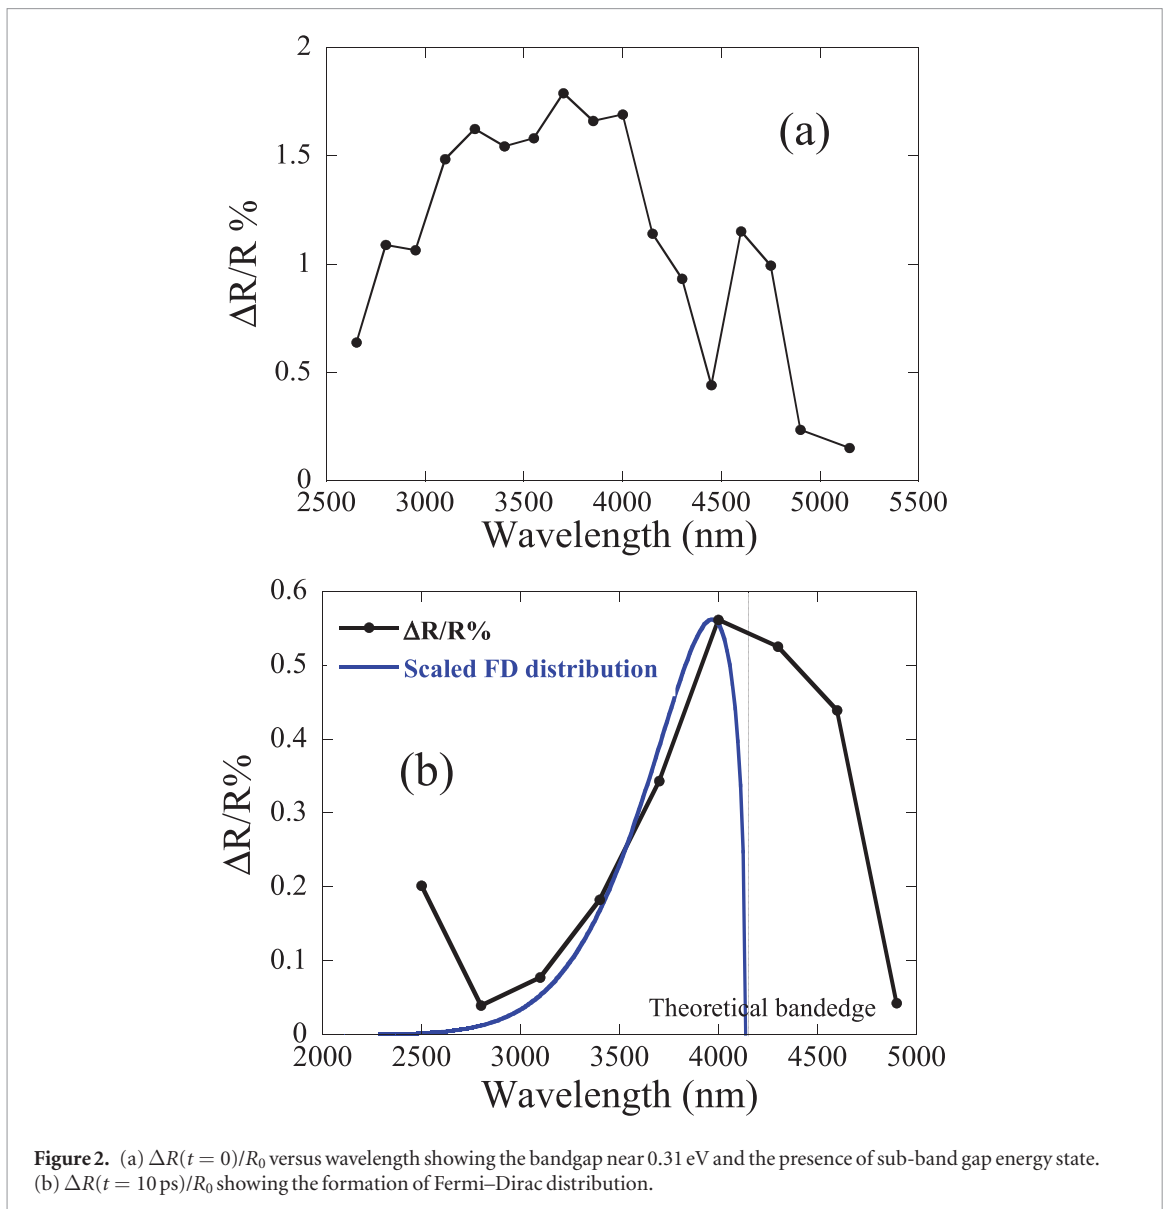 2
1.5
1
0.5
0
ΔR/R %
(a)
2500 3000 3500 4000 4500 5000 5500
Wavelength (nm)
0.6
0.5
0.4
0.3
0.2
0.1
0
ΔR/R%
ΔR/R%
Scaled FD distribution
(b)
Theoretical bandedge
2000 2500 3000 3500 4000 4500 5000
Wavelength (nm)
Figure 2. (a) ΔR(t = 0)/R₀ versus wavelength showing the bandgap near 0.31 eV and the presence of sub-band gap energy state.
(b) ΔR(t = 10 ps)/R₀ showing the formation of Fermi–Dirac distribution.